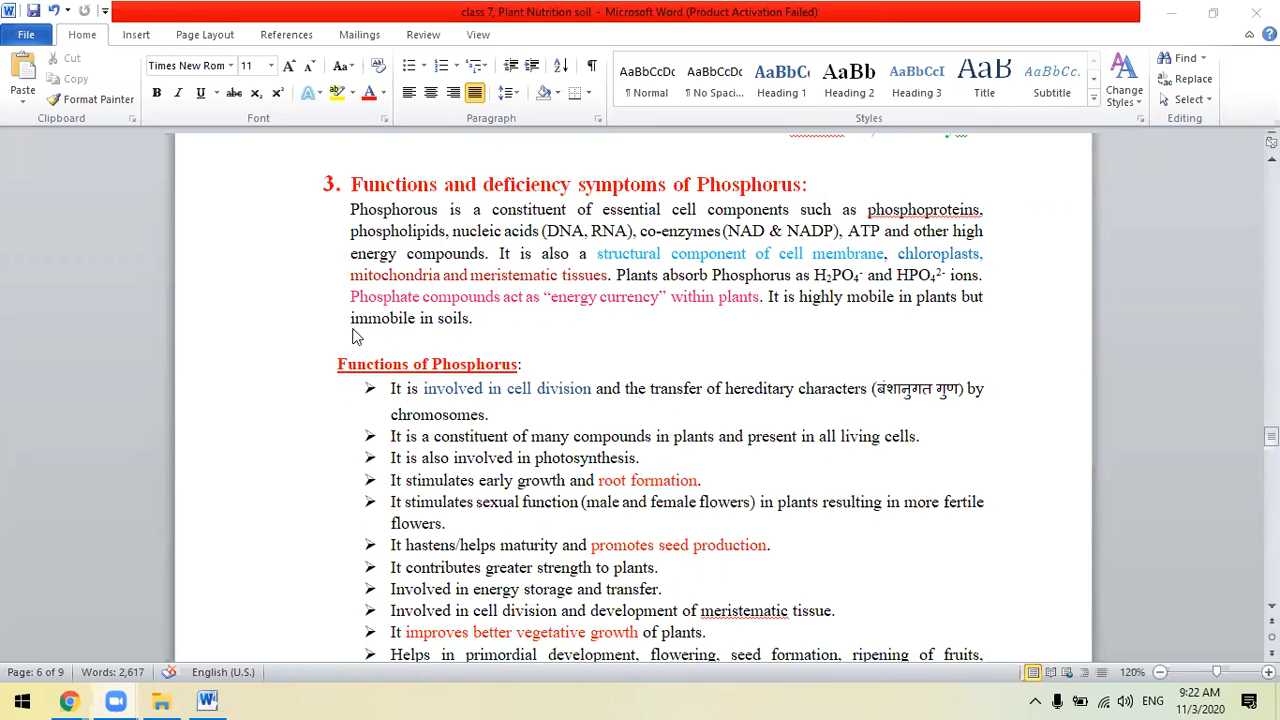 class 7, Plant Nutrition soil - Microsoft Word (Product Activation Failed)
File Home Insert Page Layout References Mailings Review View
Cut
Copy
Format Painter
Paste
Clipboard
Times New Rom 11
Font
Paragraph
AaBbCcDc AaBbCcDc AaBbC AaBb AaBbCcI AaB AaBbCcDc
¶ Normal ¶ No Spaci... Heading 1 Heading 2 Heading 3 Title Subtitle
Styles
Change
Styles
Find
Replace
Select
Editing
3. Functions and deficiency symptoms of Phosphorus:
Phosphorous is a constituent of essential cell components such as phosphoproteins,
phospholipids, nucleic acids (DNA, RNA), co-enzymes (NAD & NADP), ATP and other high
energy compounds. It is also a structural component of cell membrane, chloroplasts,
mitochondria and meristematic tissues. Plants absorb Phosphorus as H₂PO₄⁻ and HPO₄²⁻ ions.
Phosphate compounds act as “energy currency” within plants. It is highly mobile in plants but
immobile in soils.
Functions of Phosphorus:
➢ It is involved in cell division and the transfer of hereditary characters (बंशानुगत गुण) by
chromosomes.
➢ It is a constituent of many compounds in plants and present in all living cells.
➢ It is also involved in photosynthesis.
➢ It stimulates early growth and root formation.
➢ It stimulates sexual function (male and female flowers) in plants resulting in more fertile
flowers.
➢ It hastens/helps maturity and promotes seed production.
➢ It contributes greater strength to plants.
➢ Involved in energy storage and transfer.
➢ Involved in cell division and development of meristematic tissue.
➢ It improves better vegetative growth of plants.
➢ Helps in primordial development, flowering, seed formation, ripening of fruits,
Page: 6 of 9 Words: 2,617 English (U.S.) 120%
ENG
9:22 AM
11/3/2020